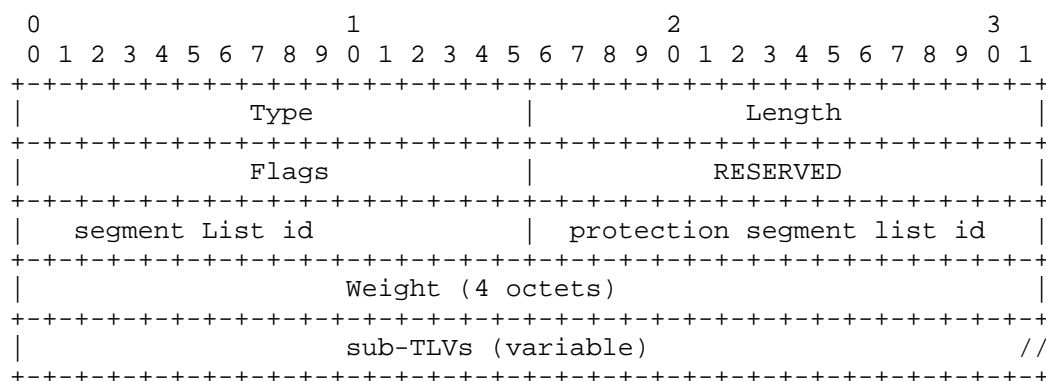 0                   1                   2                   3
 0 1 2 3 4 5 6 7 8 9 0 1 2 3 4 5 6 7 8 9 0 1 2 3 4 5 6 7 8 9 0 1
+-+-+-+-+-+-+-+-+-+-+-+-+-+-+-+-+-+-+-+-+-+-+-+-+-+-+-+-+-+-+-+-+
|              Type             |             Length            |
+-+-+-+-+-+-+-+-+-+-+-+-+-+-+-+-+-+-+-+-+-+-+-+-+-+-+-+-+-+-+-+-+
|              Flags            |           RESERVED            |
+-+-+-+-+-+-+-+-+-+-+-+-+-+-+-+-+-+-+-+-+-+-+-+-+-+-+-+-+-+-+-+-+
|   segment List id             |  protection segment list id   |
+-+-+-+-+-+-+-+-+-+-+-+-+-+-+-+-+-+-+-+-+-+-+-+-+-+-+-+-+-+-+-+-+
|                    Weight (4 octets)                          |
+-+-+-+-+-+-+-+-+-+-+-+-+-+-+-+-+-+-+-+-+-+-+-+-+-+-+-+-+-+-+-+-+
|                    sub-TLVs (variable)                       //
+-+-+-+-+-+-+-+-+-+-+-+-+-+-+-+-+-+-+-+-+-+-+-+-+-+-+-+-+-+-+-+-+